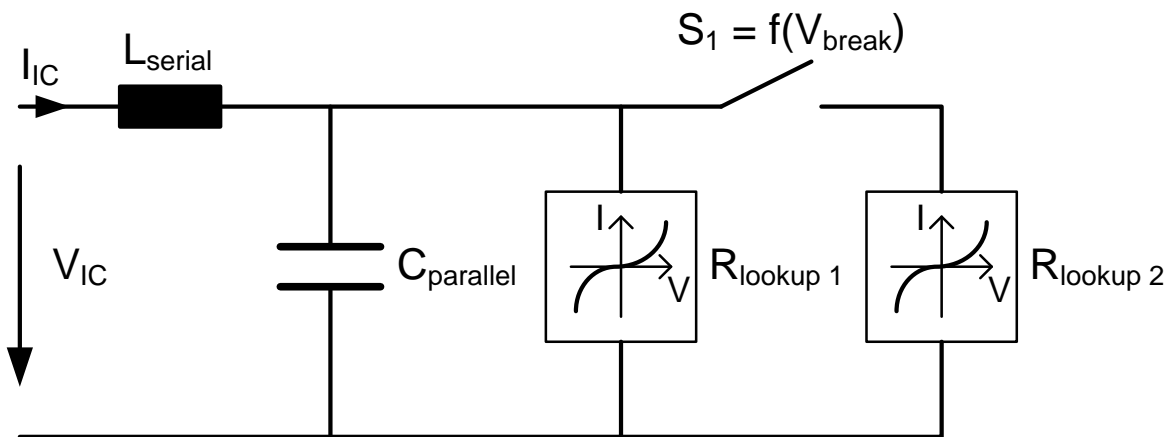 S1 = f(Vbreak)
Lserial
IIC
VIC
Cparallel
I
V
Rlookup 1
I
V
Rlookup 2